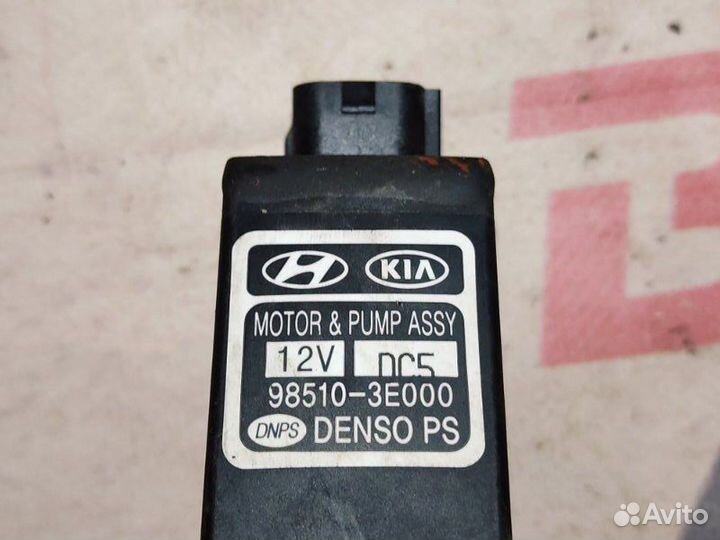 KIA
MOTOR & PUMP ASSY
12V DC5
98510-3E000
DNPS DENSO PS
Avito